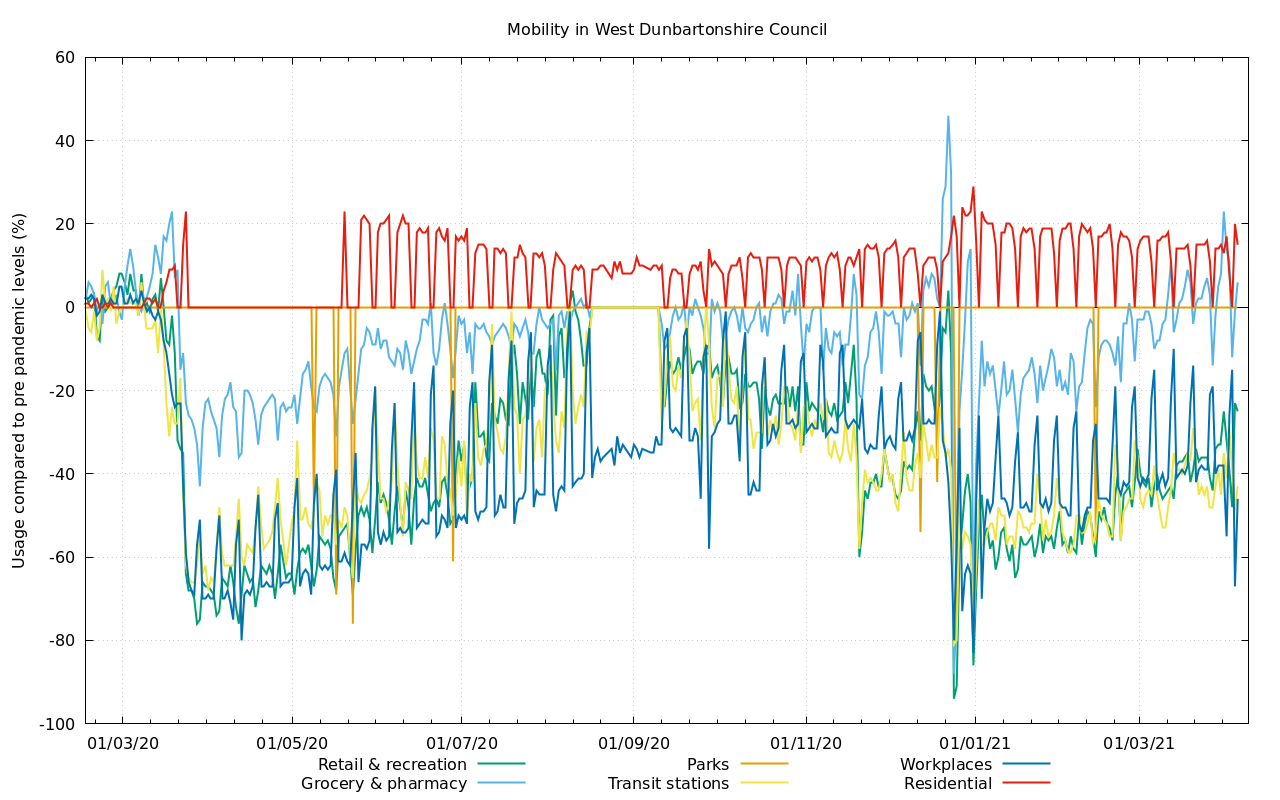 Mobility in West Dunbartonshire Council
Usage compared to pre pandemic levels (%)
60
40
20
0
-20
-40
-60
-80
-100
01/03/20 01/05/20 01/07/20 01/09/20 01/11/20 01/01/21 01/03/21
Retail & recreation Parks Workplaces
Grocery & pharmacy Transit stations Residential